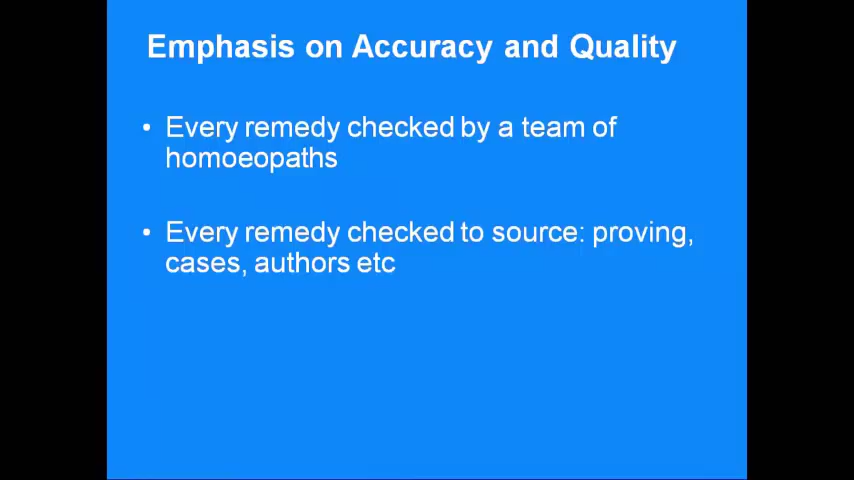 Emphasis on Accuracy and Quality
• Every remedy checked by a team of
homoeopaths
• Every remedy checked to source: proving,
cases, authors etc